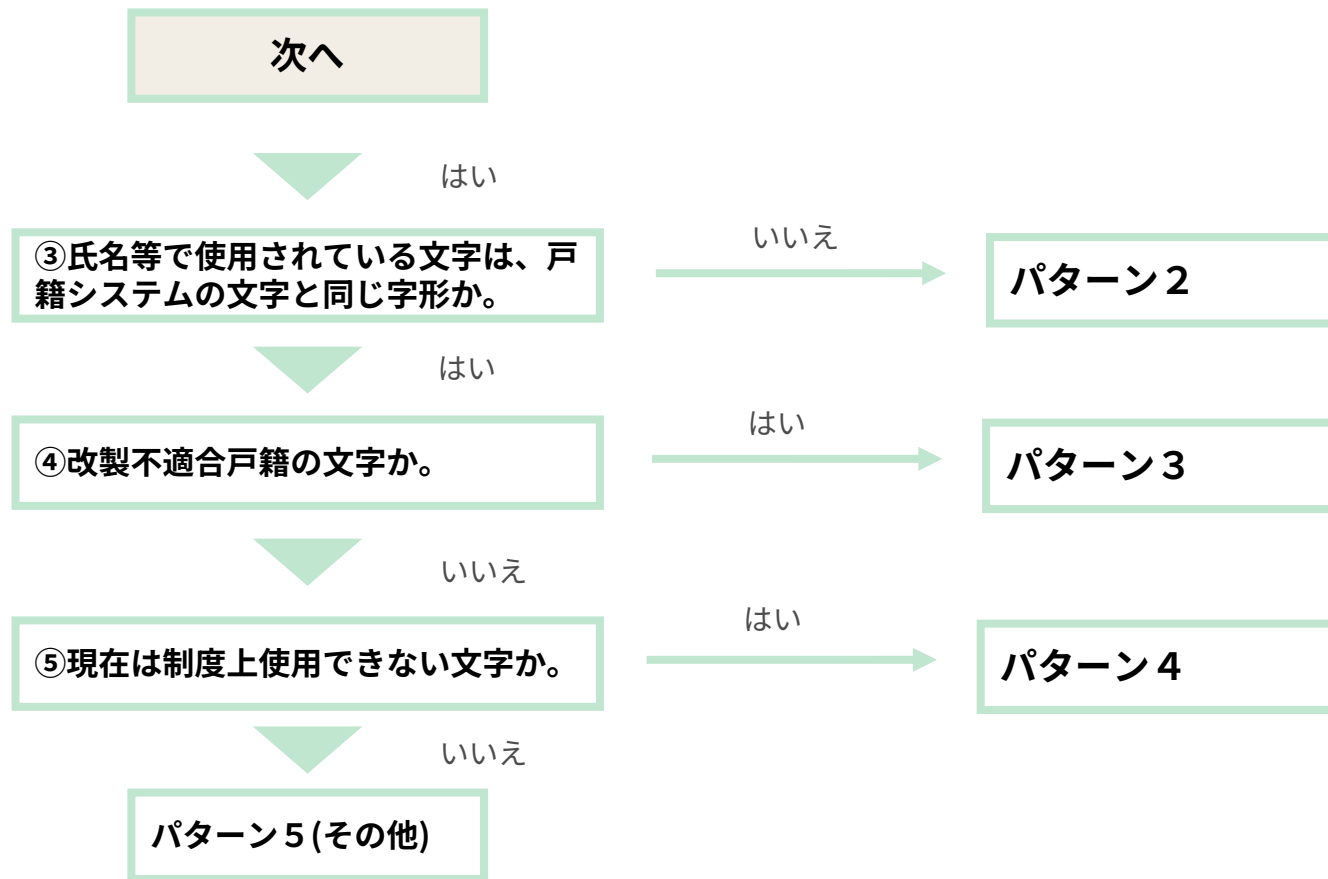 次へ
はい
③氏名等で使用されている文字は、戸
籍システムの文字と同じ字形か。
いいえ
パターン２
はい
④改製不適合戸籍の文字か。
はい
パターン３
いいえ
⑤現在は制度上使用できない文字か。
はい
パターン４
いいえ
パターン５(その他)